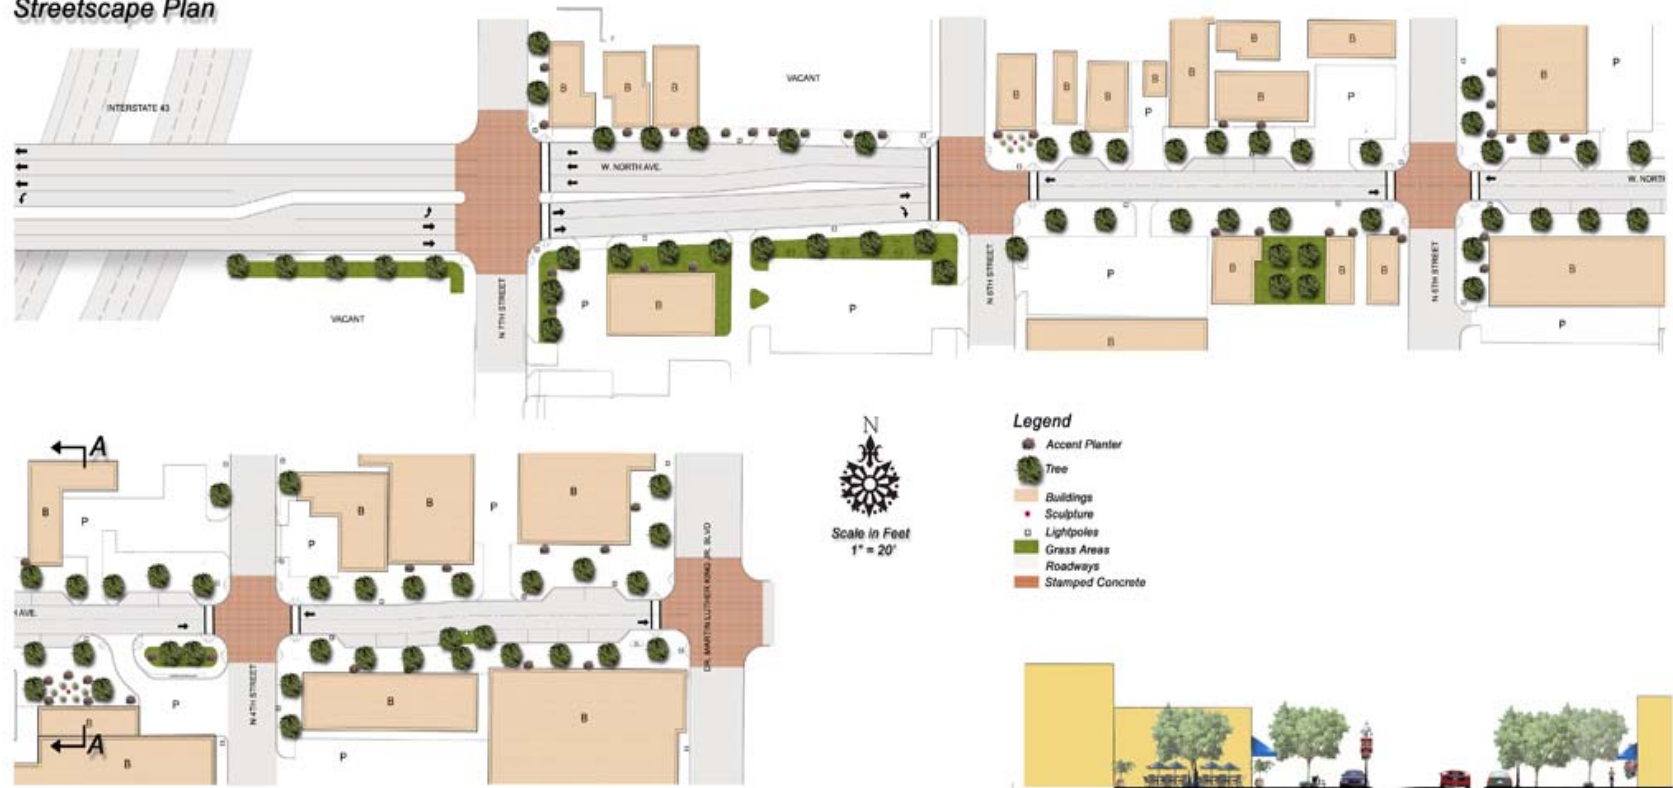 Streetscape Plan
INTERSTATE 43
VACANT
B
B
B
VACANT
B
B
B
B
P
B
B
B
B
P
B
P
W. NORTH AVE.
W. NORTH
N 7TH STREET
VACANT
P
B
P
N 6TH STREET
P
B
B
B
B
N 5TH STREET
B
P
A
B
P
P
B
B
P
B
H AVE.
P
B
A
B
N 4TH STREET
B
P
B
DR. MARTIN LUTHER KING JR. BLVD
N
Scale in Feet
1" = 20'
Legend
Accent Planter
Tree
Buildings
Sculpture
Lightpoles
Grass Areas
Roadways
Stamped Concrete